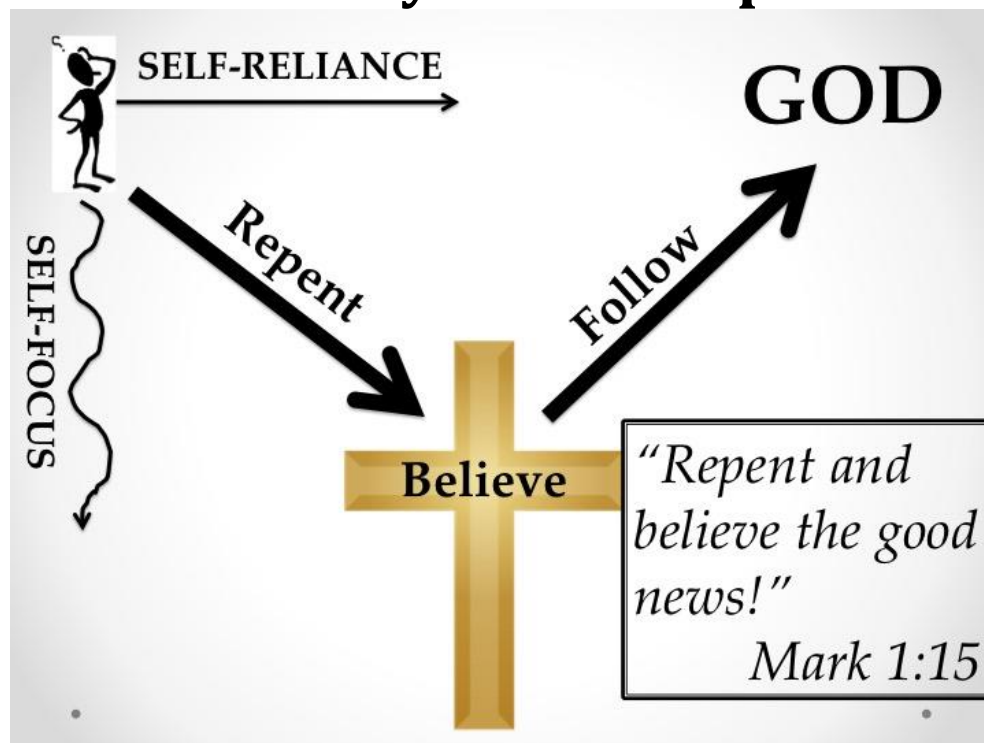 SELF-RELIANCE
GOD
Repent
Follow
SELF-FOCUS
Believe
“Repent and
believe the good
news!”
Mark 1:15